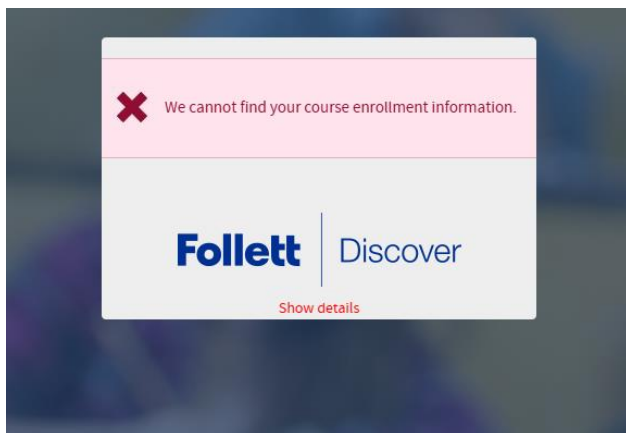 We cannot find your course enrollment information.
Follett | Discover
Show details